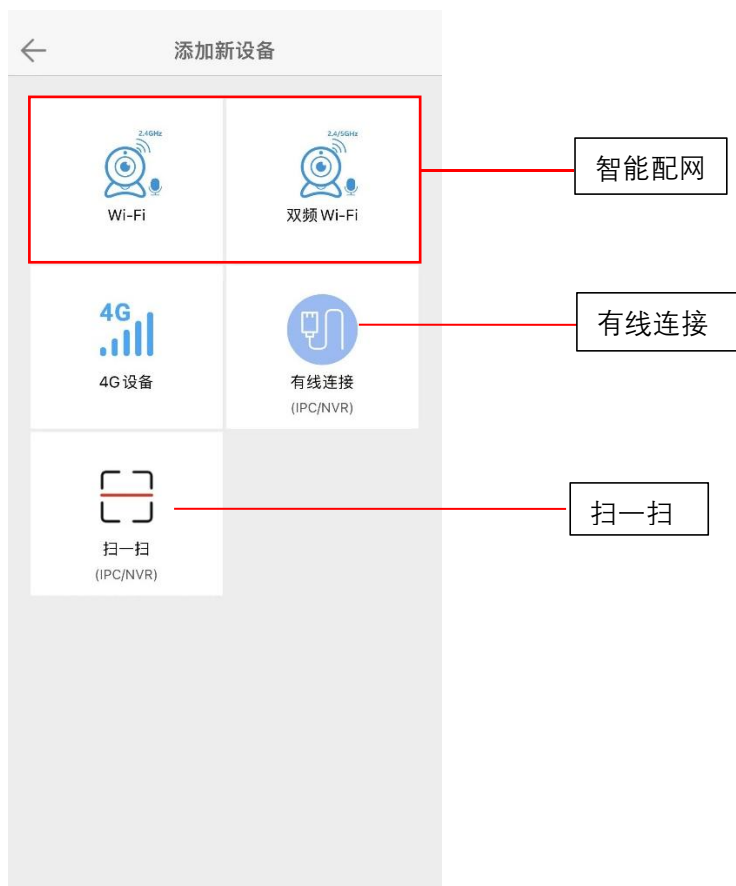 添加新设备
2.4GHz
Wi-Fi
2.4/5GHz
双频 Wi-Fi
智能配网
4G
4G 设备
有线连接
(IPC/NVR)
有线连接
扫一扫
(IPC/NVR)
扫一扫